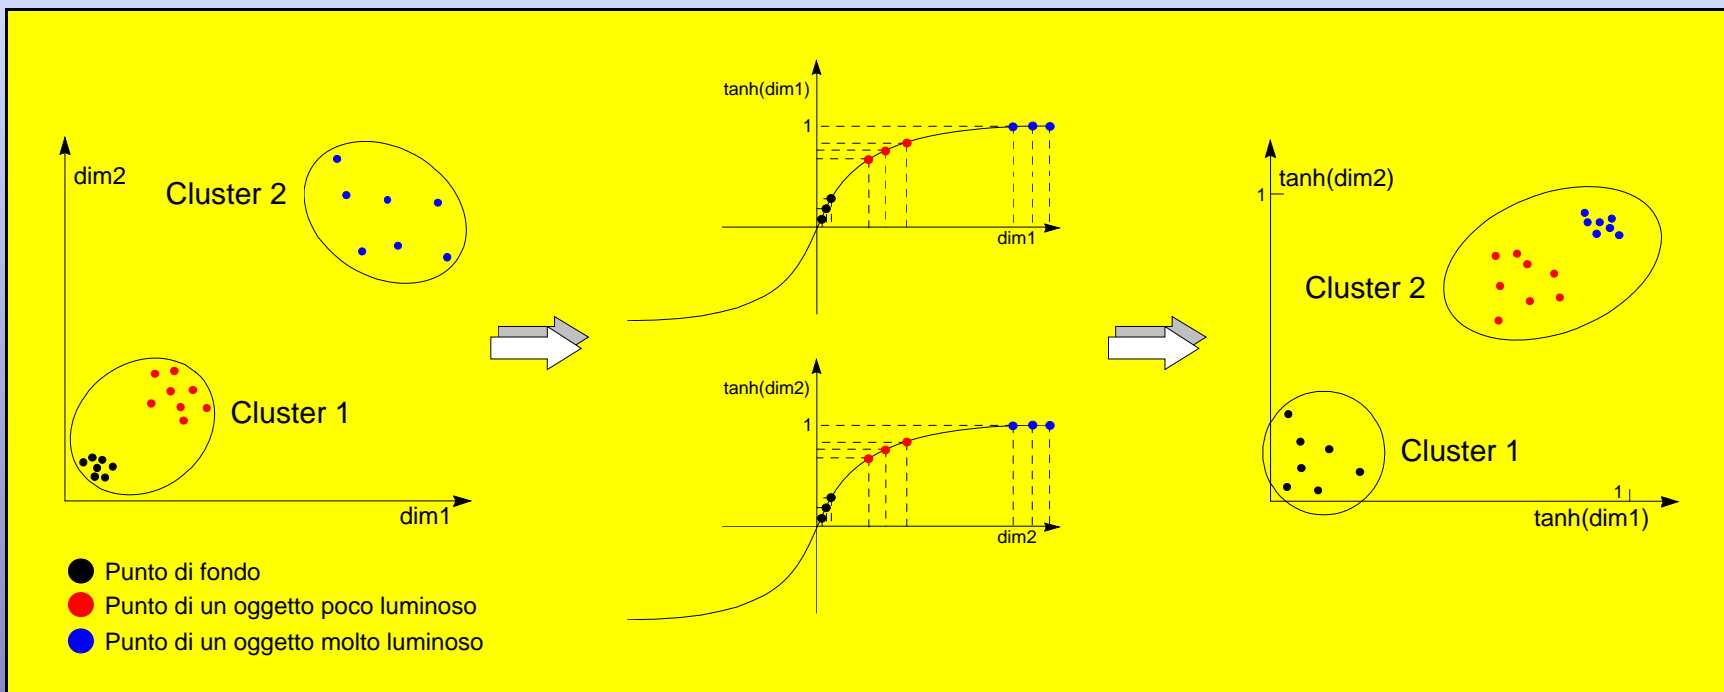 dim2
Cluster 2
Cluster 1
dim1
Punto di fondo
Punto di un oggetto poco luminoso
Punto di un oggetto molto luminoso
tanh(dim1)
1
dim1
tanh(dim2)
1
dim2
tanh(dim2)
1
Cluster 2
Cluster 1
1
tanh(dim1)